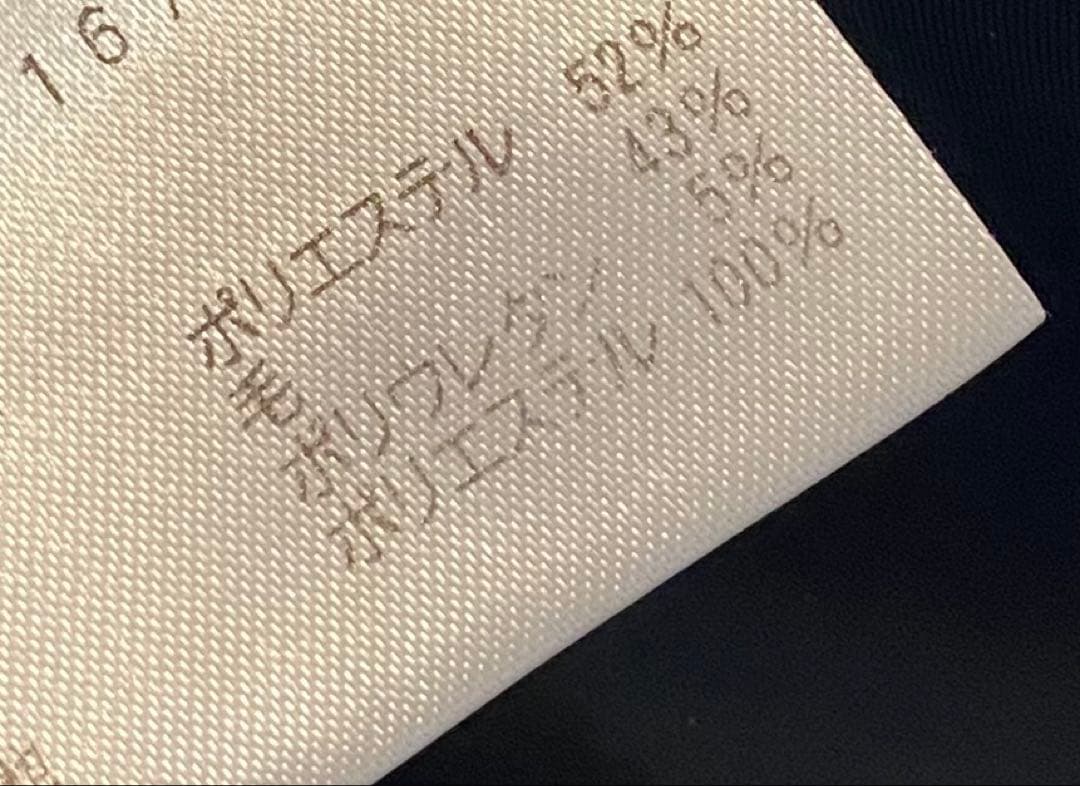 16
ポリエステル 52%
毛 43%
ポリウレタン 5%
ポリエステル 100%